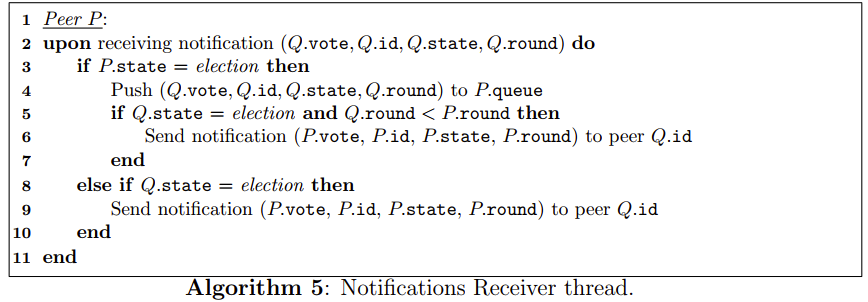 1 Peer P:
2 upon receiving notification (Q.vote, Q.id, Q.state, Q.round) do
3 if P.state = election then
4 Push (Q.vote, Q.id, Q.state, Q.round) to P.queue
5 if Q.state = election and Q.round < P.round then
6 Send notification (P.vote, P.id, P.state, P.round) to peer Q.id
7 end
8 else if Q.state = election then
9 Send notification (P.vote, P.id, P.state, P.round) to peer Q.id
10 end
11 end
Algorithm 5: Notifications Receiver thread.